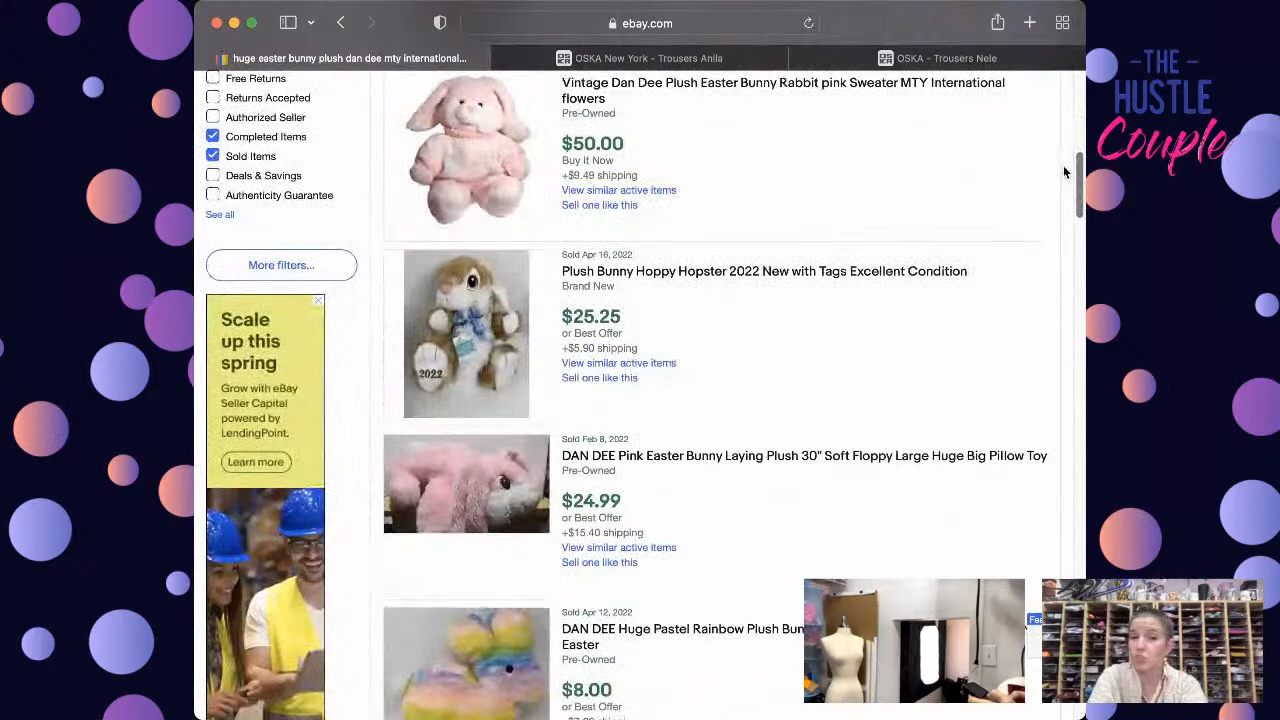 ebay.com
huge easter bunny plush dan dee mty international...
OSKA New York - Trousers Anila
OSKA - Trousers Nele
- THE -
HUSTLE
Couple
Free Returns
Returns Accepted
Authorized Seller
Completed Items
Sold Items
Deals & Savings
Authenticity Guarantee
See all
More filters...
Scale
up this
spring
Grow with eBay
Seller Capital
powered by
LendingPoint.
Learn more
Vintage Dan Dee Plush Easter Bunny Rabbit pink Sweater MTY International
flowers
Pre-Owned
$50.00
Buy It Now
+$9.49 shipping
View similar active items
Sell one like this
Sold Apr 16, 2022
Plush Bunny Hoppy Hopster 2022 New with Tags Excellent Condition
Brand New
$25.25
or Best Offer
+$5.90 shipping
View similar active items
Sell one like this
2022
Sold Feb 8, 2022
DAN DEE Pink Easter Bunny Laying Plush 30" Soft Floppy Large Huge Big Pillow Toy
Pre-Owned
$24.99
or Best Offer
+$15.40 shipping
View similar active items
Sell one like this
Sold Apr 12, 2022
DAN DEE Huge Pastel Rainbow Plush Bun
Easter
Pre-Owned
$8.00
or Best Offer